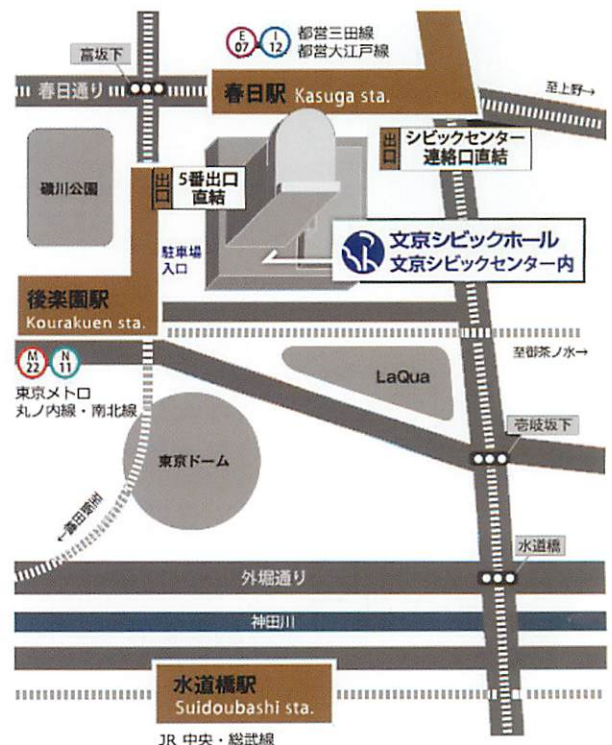 E
07
I
12
都営三田線
都営大江戸線
富坂下
春日通り
春日駅 Kasuga sta.
至上野→
出口
シビックセンター
連絡口直結
礫川公園
出口
5番出口
直結
駐車場
入口
文京シビックホール
文京シビックセンター内
後楽園駅
Kourakuen sta.
至御茶ノ水→
M
22
N
11
東京メトロ
丸ノ内線・南北線
LaQua
壱岐坂下
東京ドーム
至飯田橋→
水道橋
外堀通り
神田川
水道橋駅
Suidoubashi sta.
JR 中央・総武線